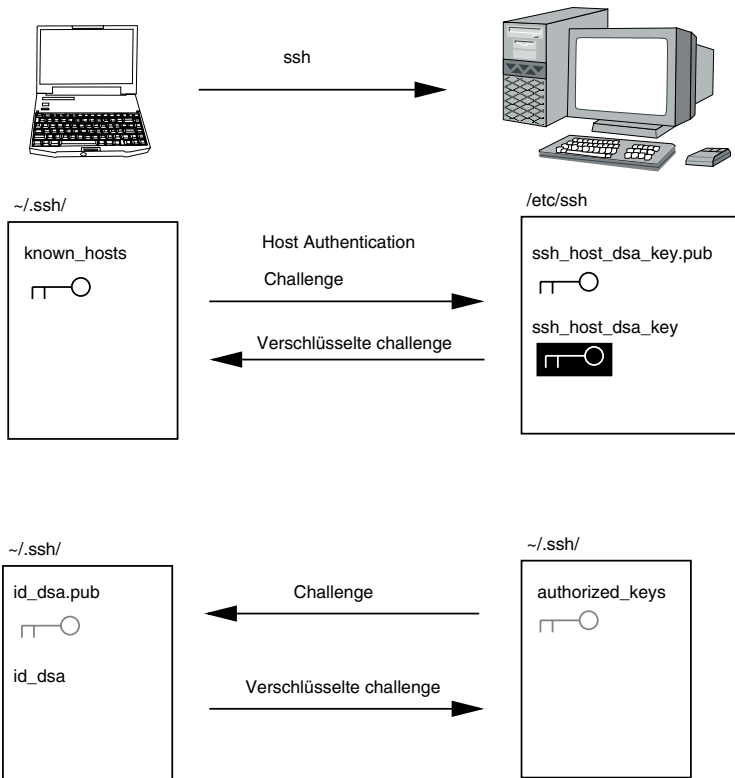 ssh
~/.ssh/
/etc/ssh
known_hosts
Host Authentication
Challenge
Verschlüsselte challenge
ssh_host_dsa_key.pub
ssh_host_dsa_key
~/.ssh/
~/.ssh/
id_dsa.pub
Challenge
authorized_keys
id_dsa
Verschlüsselte challenge